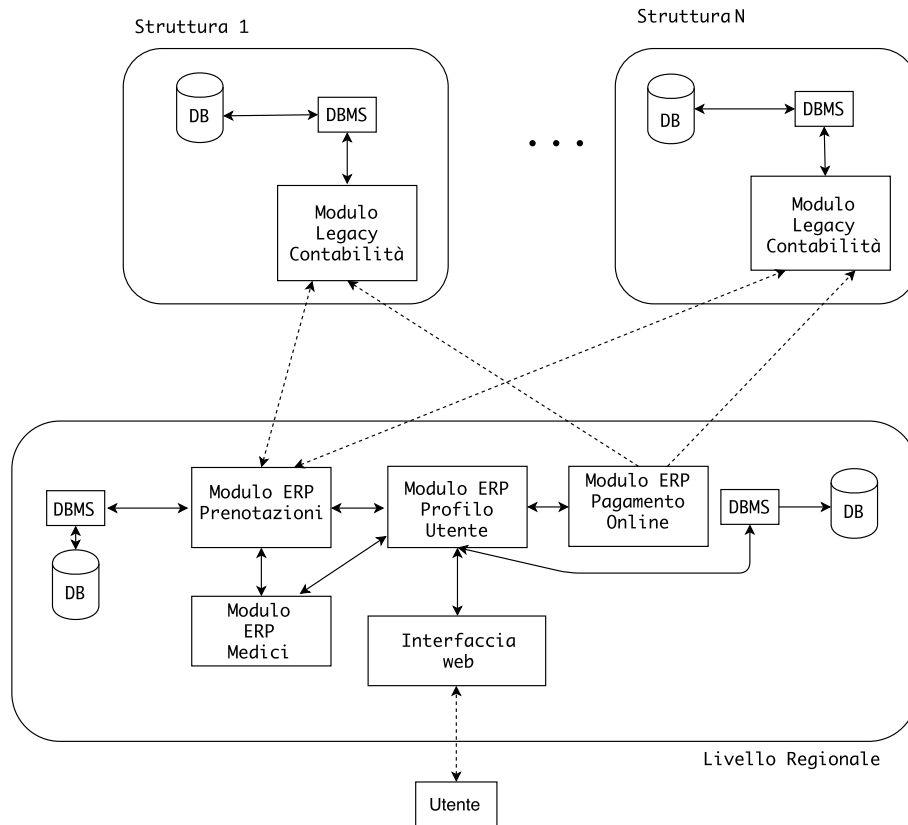 Struttura 1
Struttura N
DB
DBMS
Modulo
Legacy
Contabilità
. . .
DB
DBMS
Modulo
Legacy
Contabilità
DBMS
DB
Modulo ERP
Prenotazioni
Modulo ERP
Profilo
Utente
Modulo ERP
Pagamento
Online
DBMS
DB
Modulo
ERP
Medici
Interfaccia
web
Livello Regionale
Utente